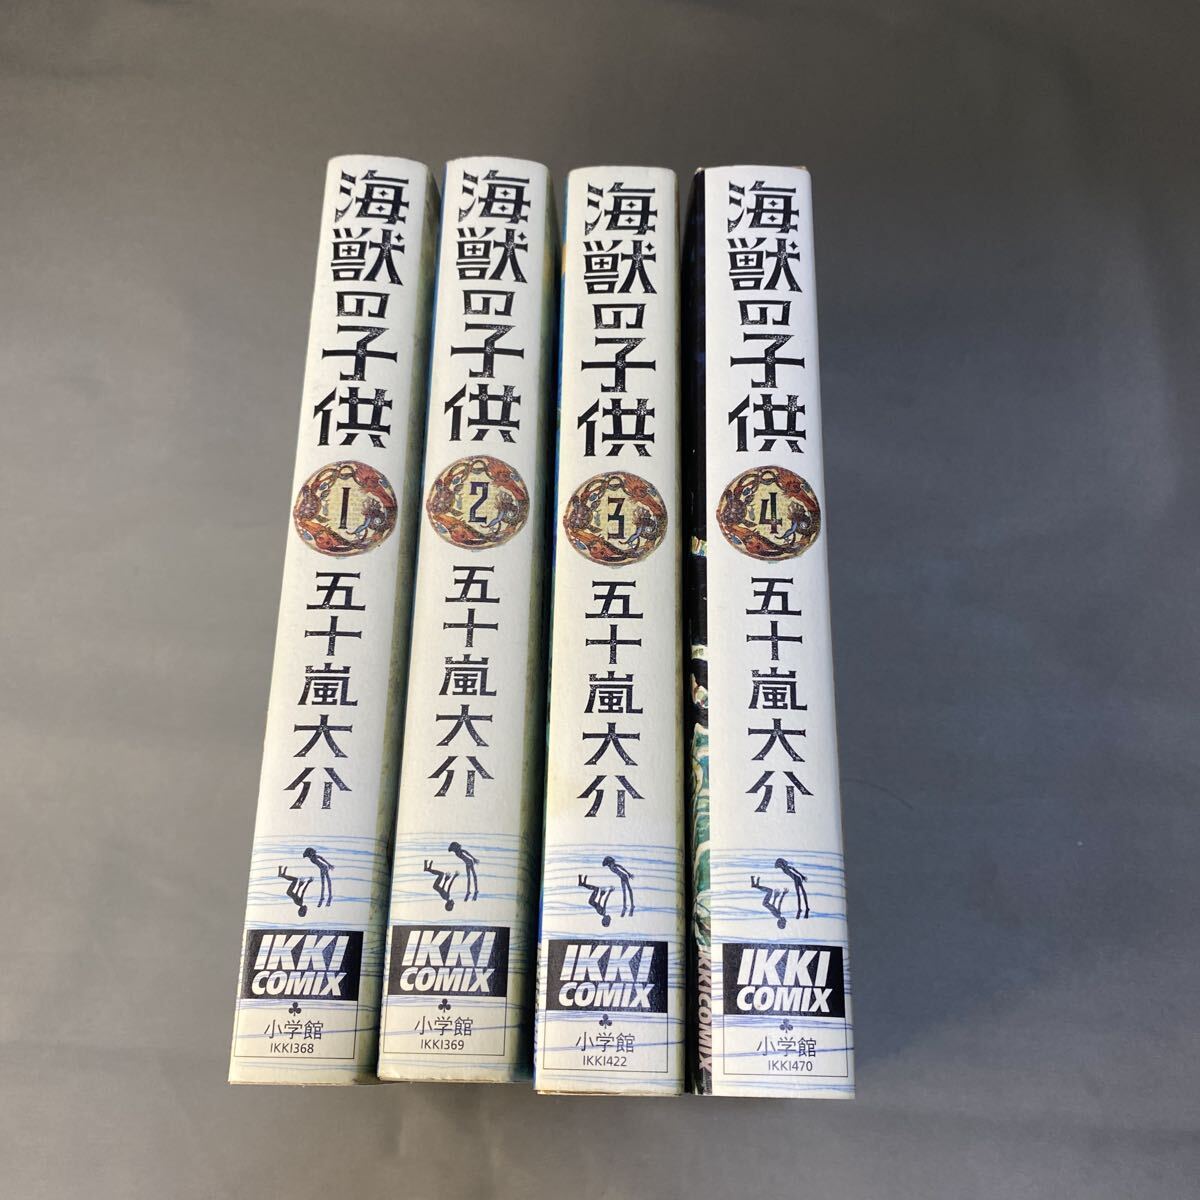 海獣の子供
1
五十嵐大介
IKKI
COMIX
小学館
IKKI368
海獣の子供
2
五十嵐大介
IKKI
COMIX
小学館
IKKI369
海獣の子供
3
五十嵐大介
IKKI
COMIX
小学館
IKKI422
海獣の子供
4
五十嵐大介
IKKI
COMIX
小学館
IKKI470
IKKICOMIX